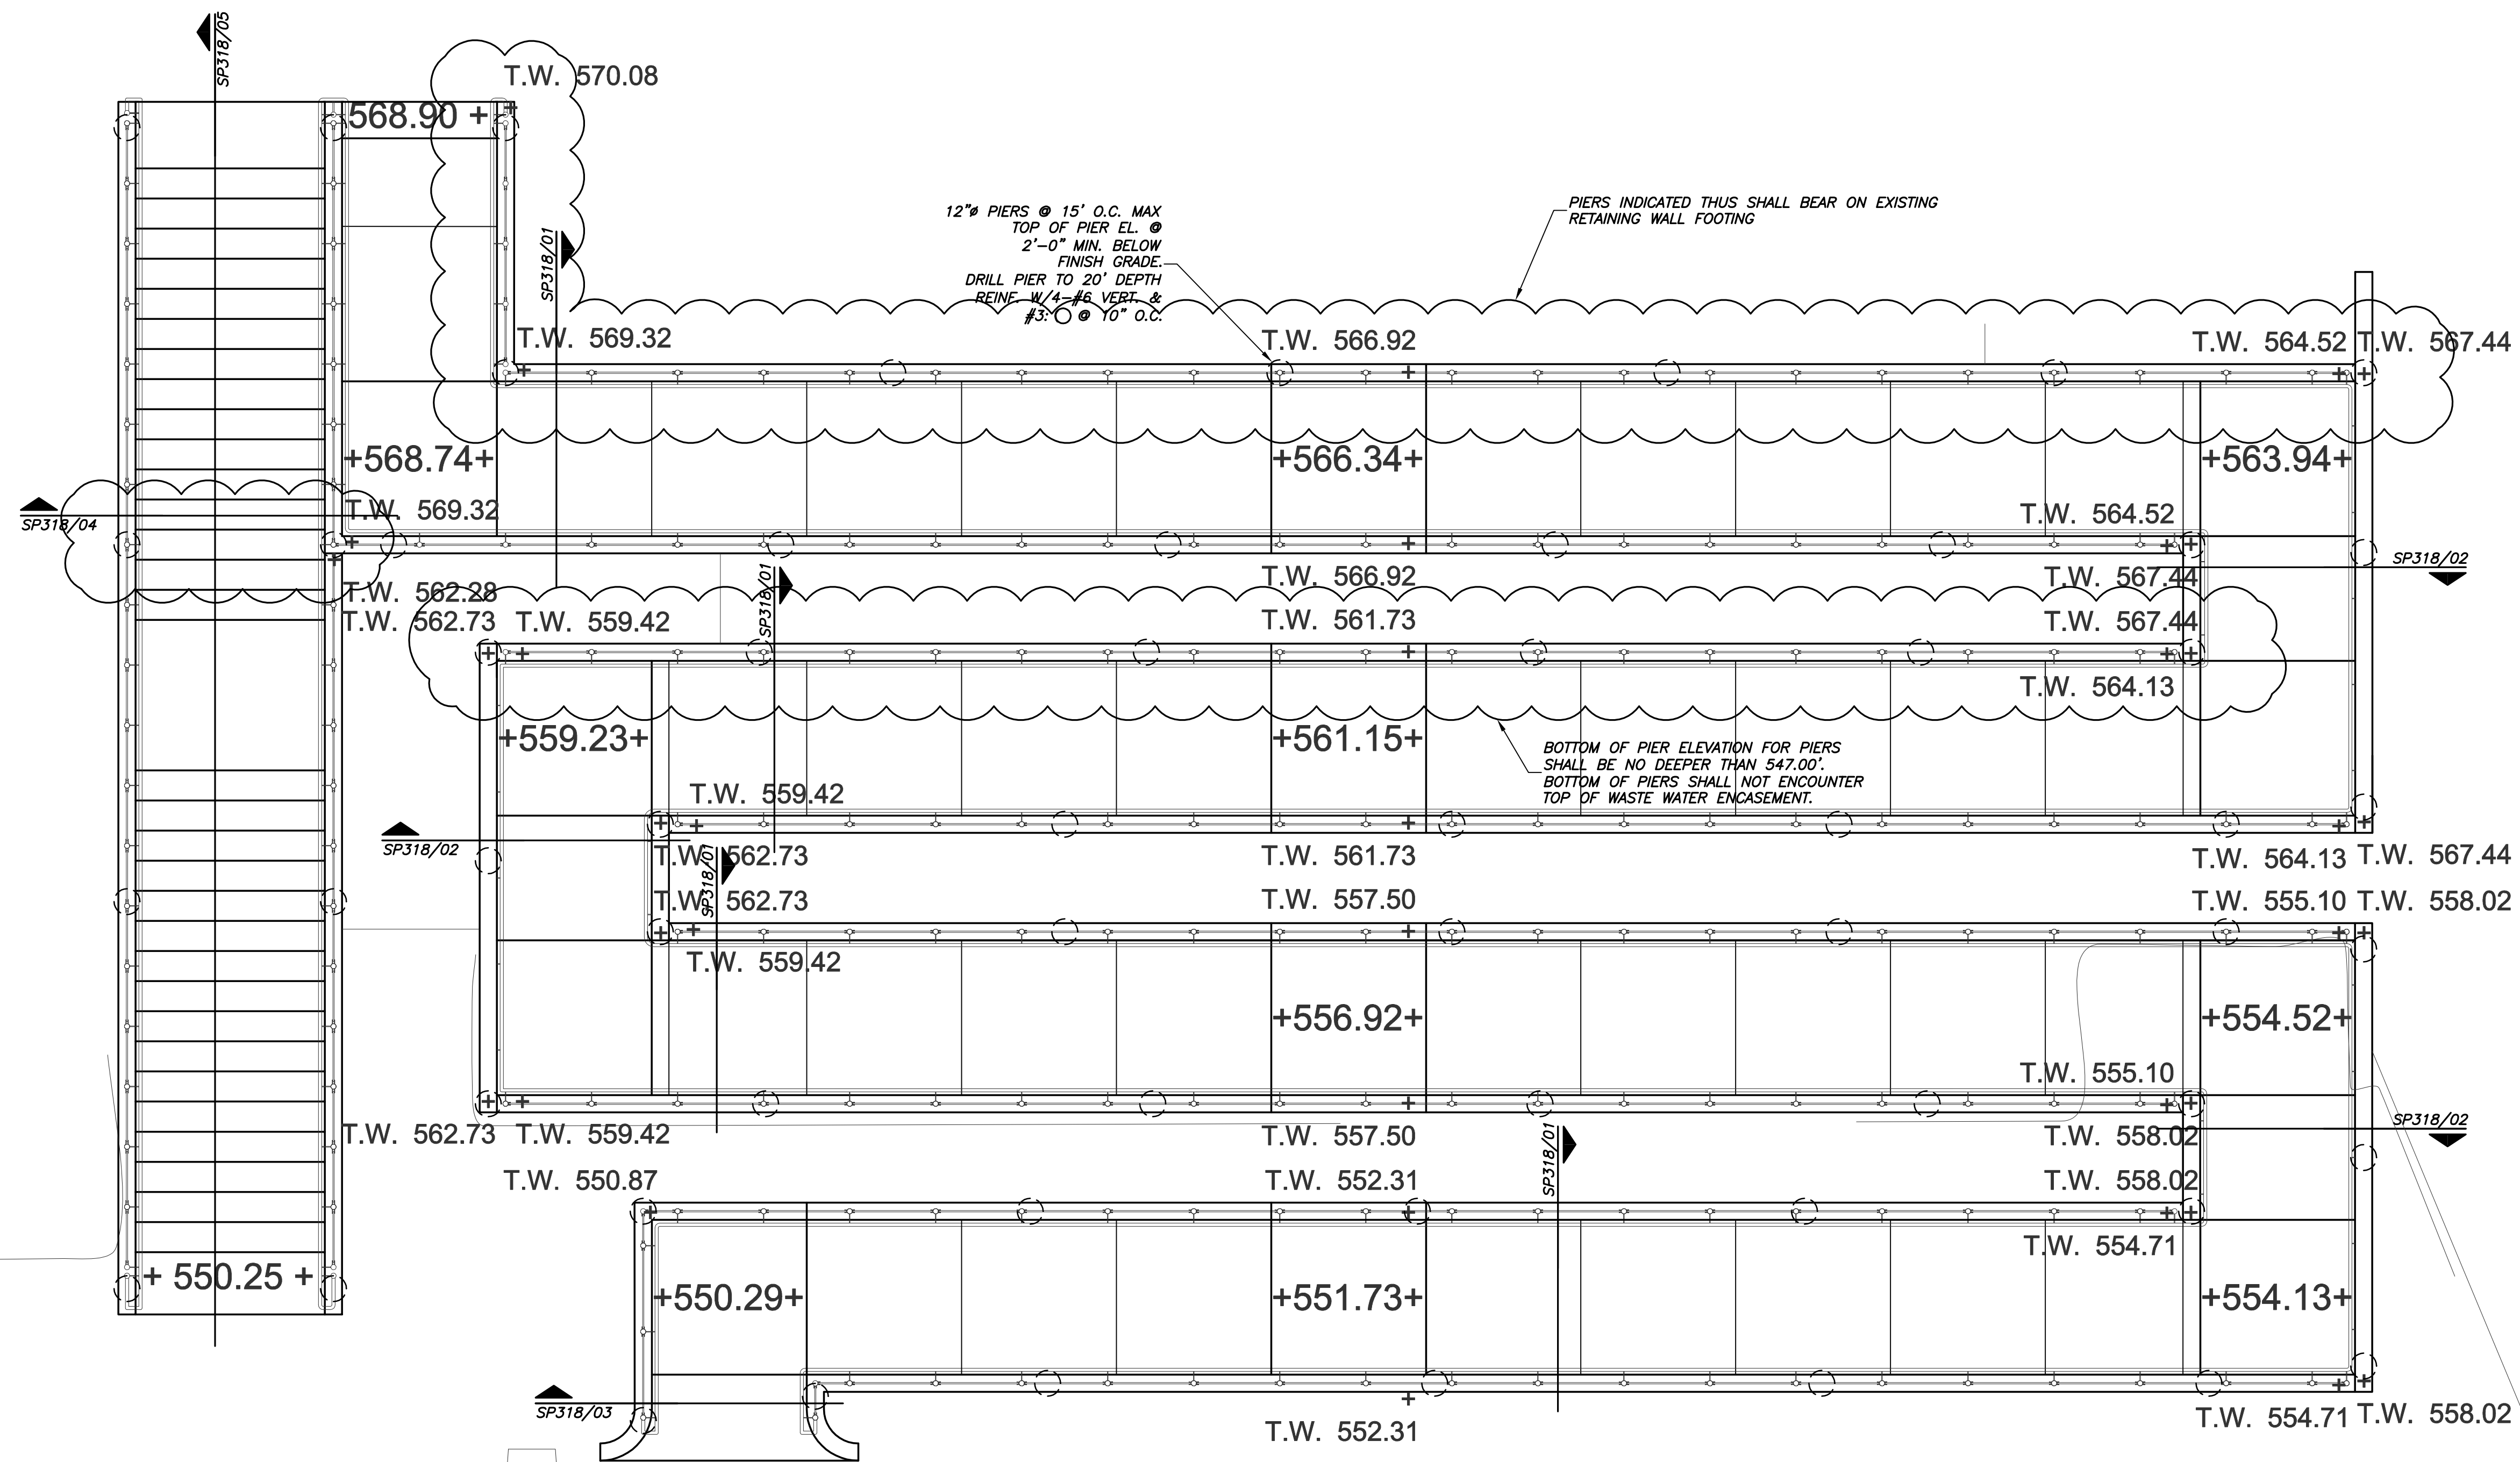 SP318/05
T.W. 570.08
568.90 +
12"ø PIERS @ 15' O.C. MAX
TOP OF PIER EL. @
2'-0" MIN. BELOW
FINISH GRADE.
DRILL PIER TO 20' DEPTH
REINF. W/4-#6 VERT. &
#3: ◯ @ 10" O.C.
PIERS INDICATED THUS SHALL BEAR ON EXISTING
RETAINING WALL FOOTING
SP318/01
T.W. 569.32
T.W. 566.92
T.W. 564.52
T.W. 567.44
+568.74+
+566.34+
+563.94+
SP318/04
T.W. 569.32
T.W. 564.52
SP318/02
T.W. 562.28
T.W. 566.92
T.W. 567.44
SP318/01
T.W. 562.73
T.W. 559.42
T.W. 561.73
T.W. 567.44
T.W. 564.13
+559.23+
+561.15+
BOTTOM OF PIER ELEVATION FOR PIERS
SHALL BE NO DEEPER THAN 547.00'.
BOTTOM OF PIERS SHALL NOT ENCOUNTER
TOP OF WASTE WATER ENCASEMENT.
T.W. 559.42
SP318/02
T.W. 562.73
T.W. 561.73
T.W. 564.13
T.W. 567.44
SP318/01
T.W. 562.73
T.W. 557.50
T.W. 555.10
T.W. 558.02
T.W. 559.42
+556.92+
+554.52+
T.W. 555.10
SP318/02
T.W. 562.73
T.W. 559.42
T.W. 557.50
T.W. 558.02
SP318/01
T.W. 550.87
T.W. 552.31
T.W. 558.02
T.W. 554.71
+ 550.25 +
+550.29+
+551.73+
+554.13+
SP318/03
T.W. 552.31
T.W. 554.71
T.W. 558.02